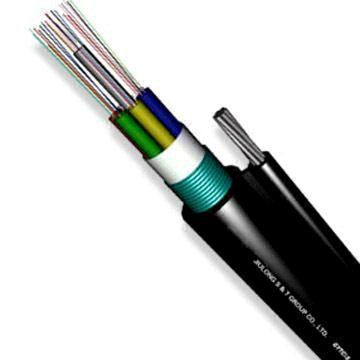 JIULONG S & T GROUP CO., LTD.